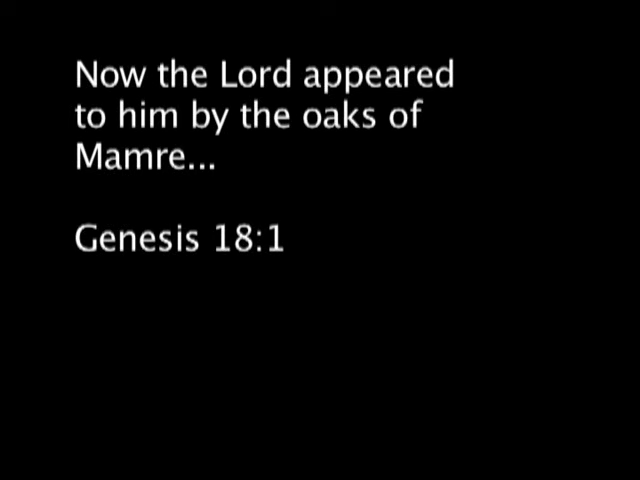 Now the Lord appeared
to him by the oaks of
Mamre...
Genesis 18:1